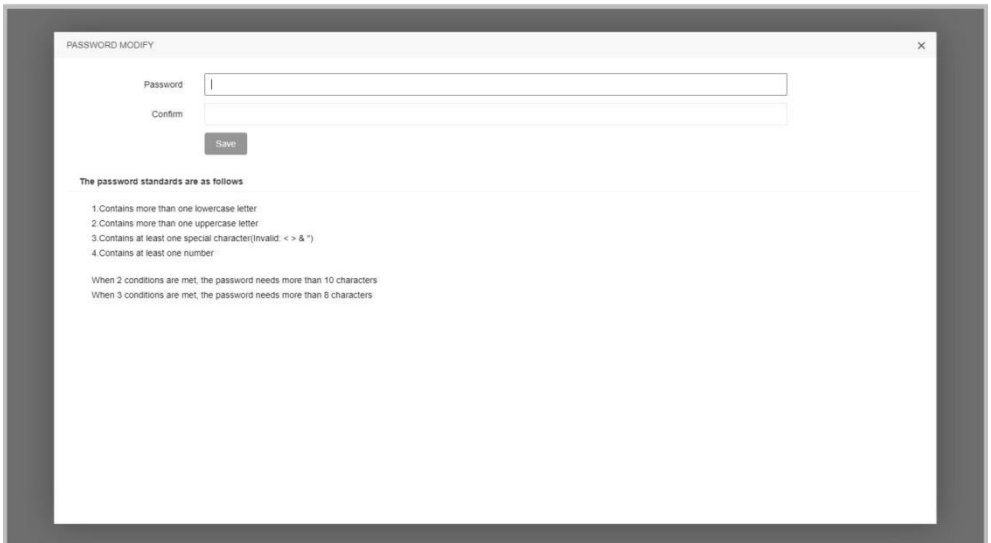 PASSWORD MODIFY ×
Password
Confirm
Save
The password standards are as follows
1.Contains more than one lowercase letter
2.Contains more than one uppercase letter
3.Contains at least one special character(Invalid: < > & ")
4.Contains at least one number
When 2 conditions are met, the password needs more than 10 characters
When 3 conditions are met, the password needs more than 8 characters